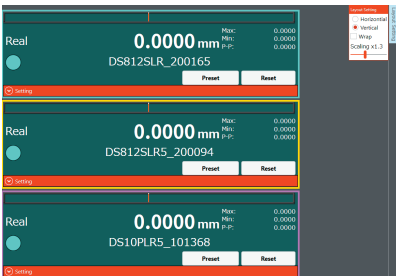 Real
0.0000 mm
Max: 0.0000
Min: 0.0000
P-P: 0.0000
DS812SLR_200165
Preset Reset
Setting
Real
0.0000 mm
Max: 0.0000
Min: 0.0000
P-P: 0.0000
DS812SLR5_200094
Preset Reset
Setting
Real
0.0000 mm
Max: 0.0000
Min: 0.0000
P-P: 0.0000
DS10PLR5_101368
Preset Reset
Setting
Layout Setting
Horizontal
Vertical
Wrap
Scaling x1.3
Layout Setting